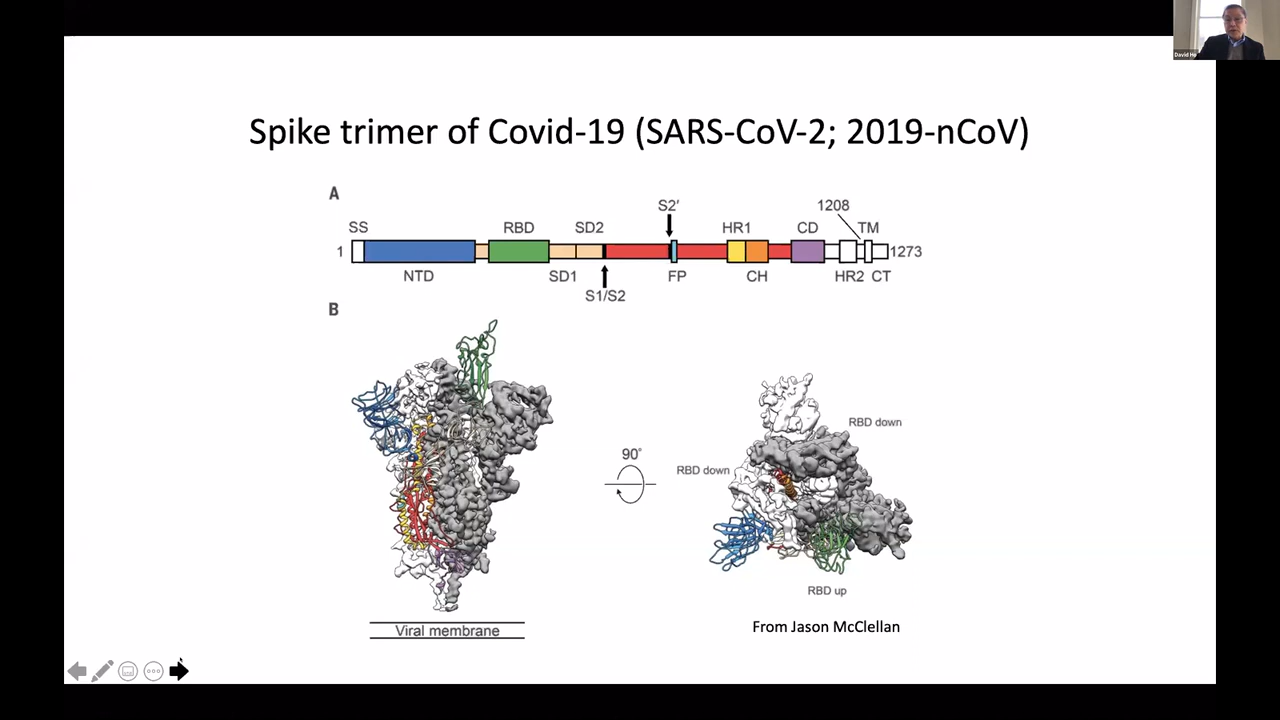 David Ho
Spike trimer of Covid-19 (SARS-CoV-2; 2019-nCoV)
A
S2′
1208
SS
RBD
SD2
HR1
CD
TM
1
1273
NTD
SD1
FP
CH
HR2
CT
S1/S2
B
RBD down
90°
RBD down
RBD up
From Jason McClellan
Viral membrane